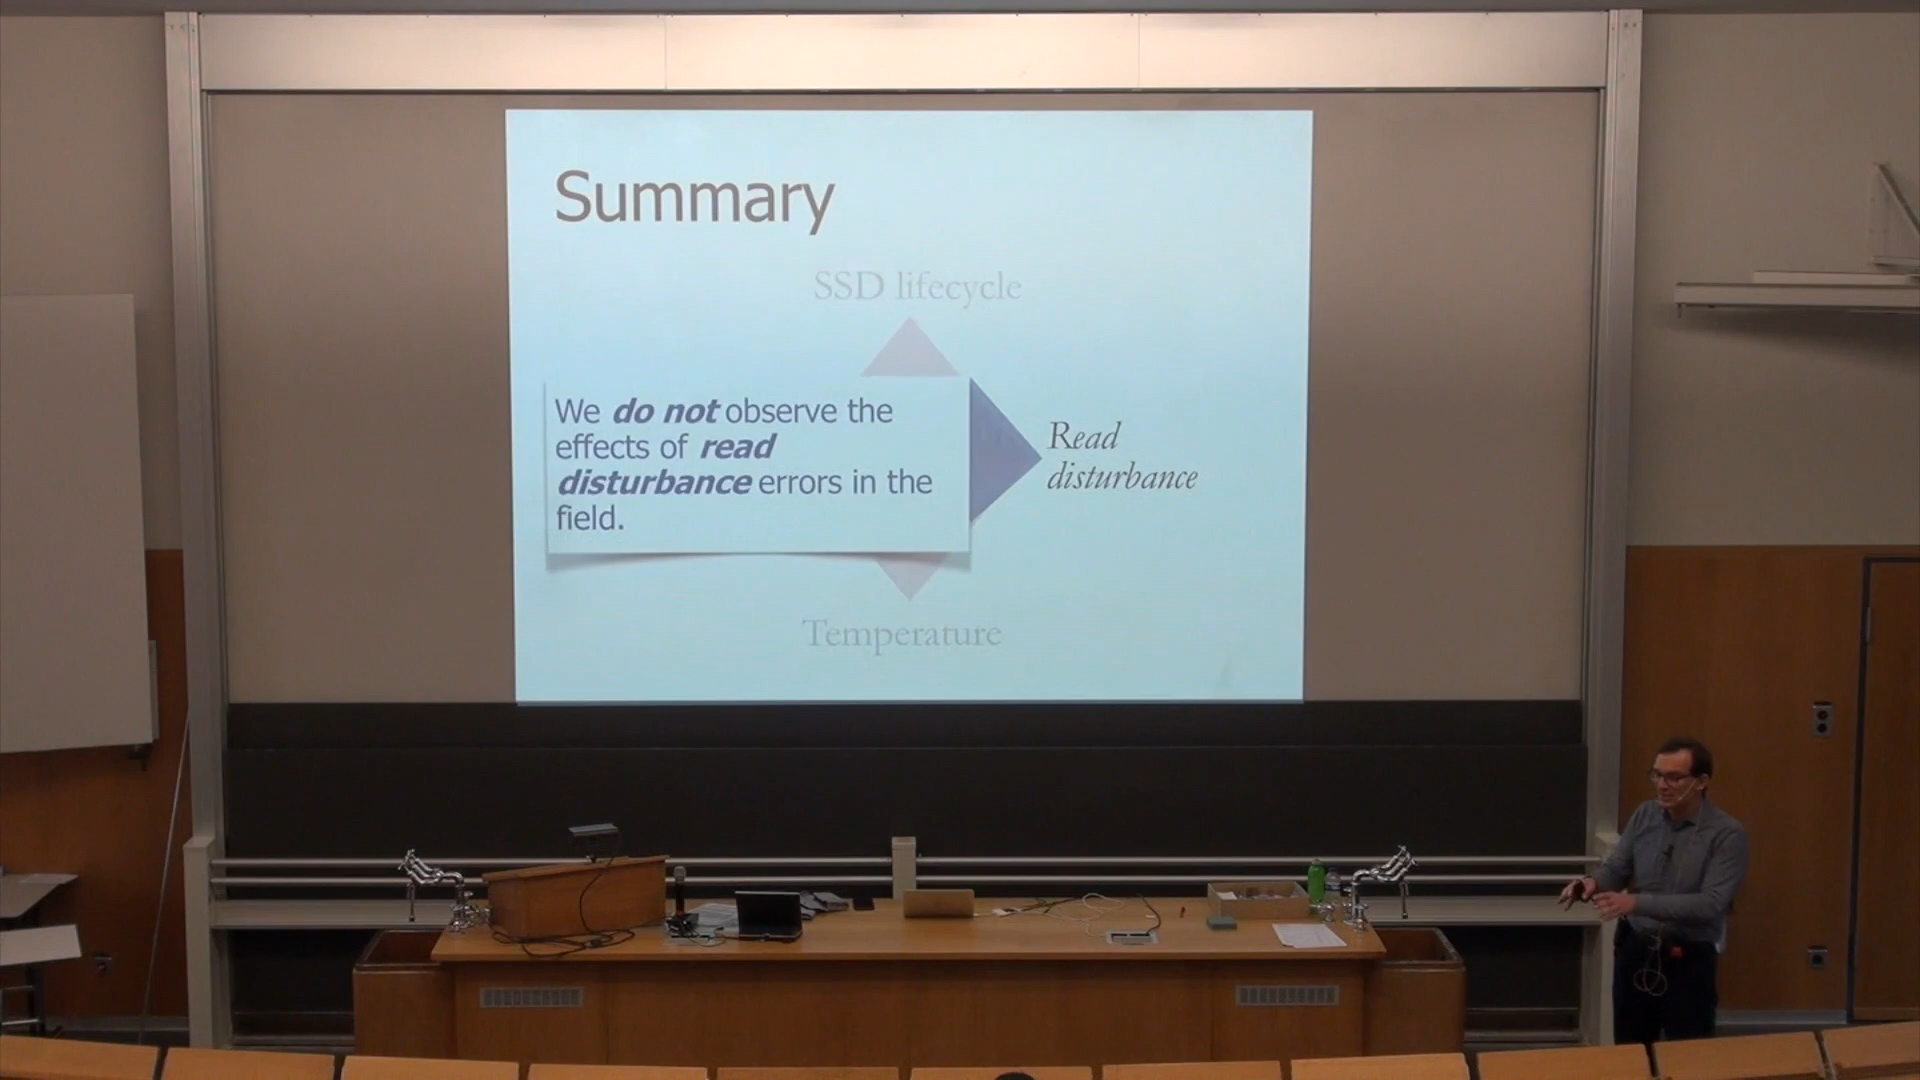 Summary
SSD lifecycle
We do not observe the
effects of read
disturbance errors in the
field.
Read
disturbance
Temperature